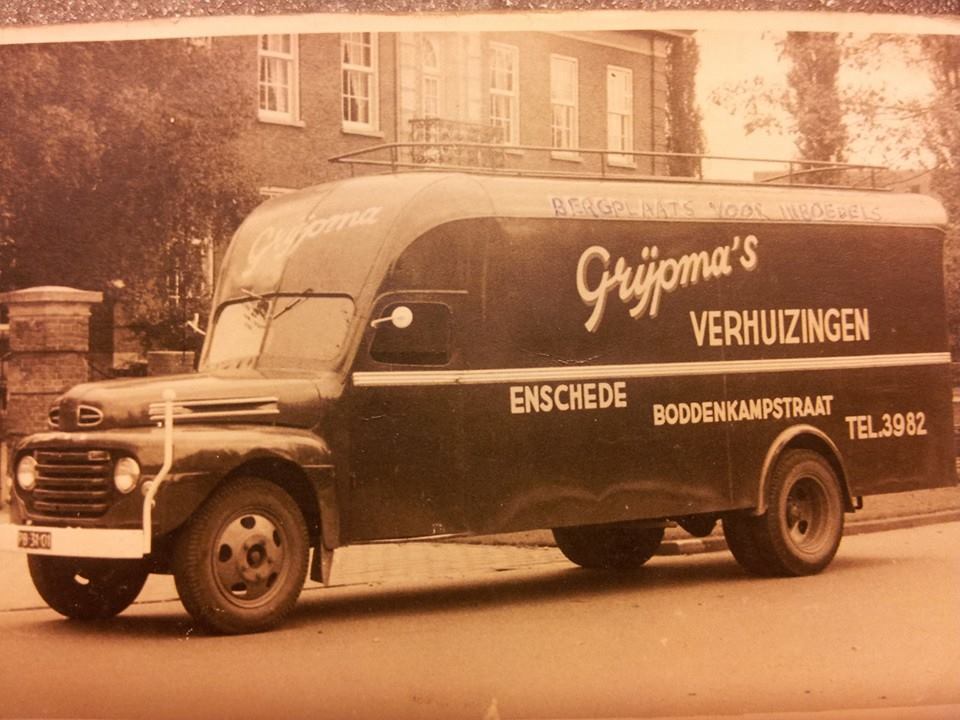 BERGPLAATS VOOR INBOEDELS
Grijpma
Grijpma's
VERHUIZINGEN
ENSCHEDE
BODDENKAMPSTRAAT
TEL.3982